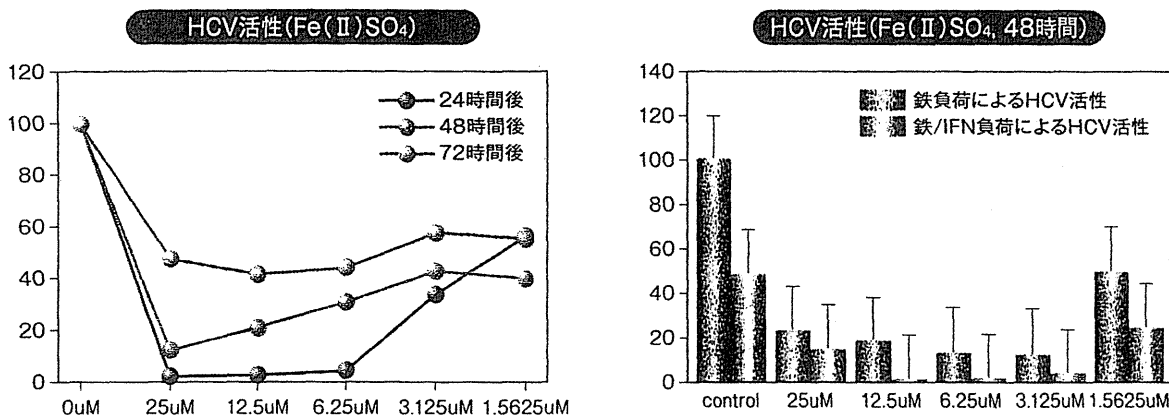 HCV活性(Fe(Ⅱ)SO₄)
120
100
80
60
40
20
0
24時間後
48時間後
72時間後
0uM 25uM 12.5uM 6.25uM 3.125uM 1.5625uM
HCV活性(Fe(Ⅱ)SO₄, 48時間)
140
120
100
80
60
40
20
0
鉄負荷によるHCV活性
鉄/IFN負荷によるHCV活性
control 25uM 12.5uM 6.25uM 3.125uM 1.5625uM